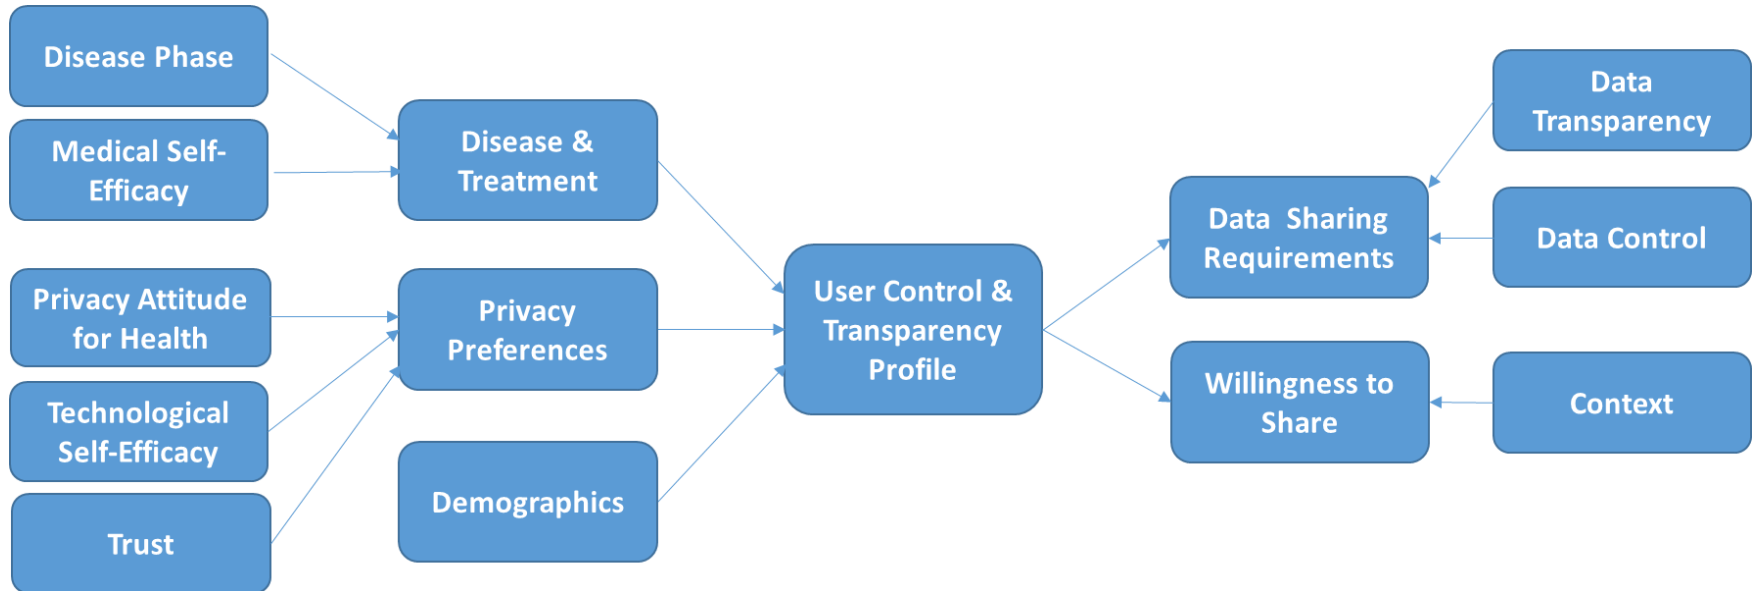 Disease Phase
Medical Self-
Efficacy
Privacy Attitude
for Health
Technological
Self-Efficacy
Trust
Disease &
Treatment
Privacy
Preferences
Demographics
User Control &
Transparency
Profile
Data  Sharing
Requirements
Willingness to
Share
Data
Transparency
Data Control
Context